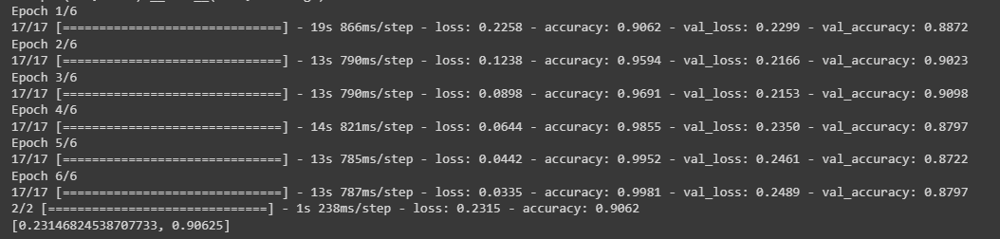 Epoch 1/6
17/17 [==============================] - 19s 866ms/step - loss: 0.2258 - accuracy: 0.9062 - val_loss: 0.2299 - val_accuracy: 0.8872
Epoch 2/6
17/17 [==============================] - 13s 790ms/step - loss: 0.1238 - accuracy: 0.9594 - val_loss: 0.2166 - val_accuracy: 0.9023
Epoch 3/6
17/17 [==============================] - 13s 790ms/step - loss: 0.0898 - accuracy: 0.9691 - val_loss: 0.2153 - val_accuracy: 0.9098
Epoch 4/6
17/17 [==============================] - 14s 821ms/step - loss: 0.0644 - accuracy: 0.9855 - val_loss: 0.2350 - val_accuracy: 0.8797
Epoch 5/6
17/17 [==============================] - 13s 785ms/step - loss: 0.0442 - accuracy: 0.9952 - val_loss: 0.2461 - val_accuracy: 0.8722
Epoch 6/6
17/17 [==============================] - 13s 787ms/step - loss: 0.0335 - accuracy: 0.9981 - val_loss: 0.2489 - val_accuracy: 0.8797
2/2 [==============================] - 1s 238ms/step - loss: 0.2315 - accuracy: 0.9062
[0.23146824538707733, 0.90625]